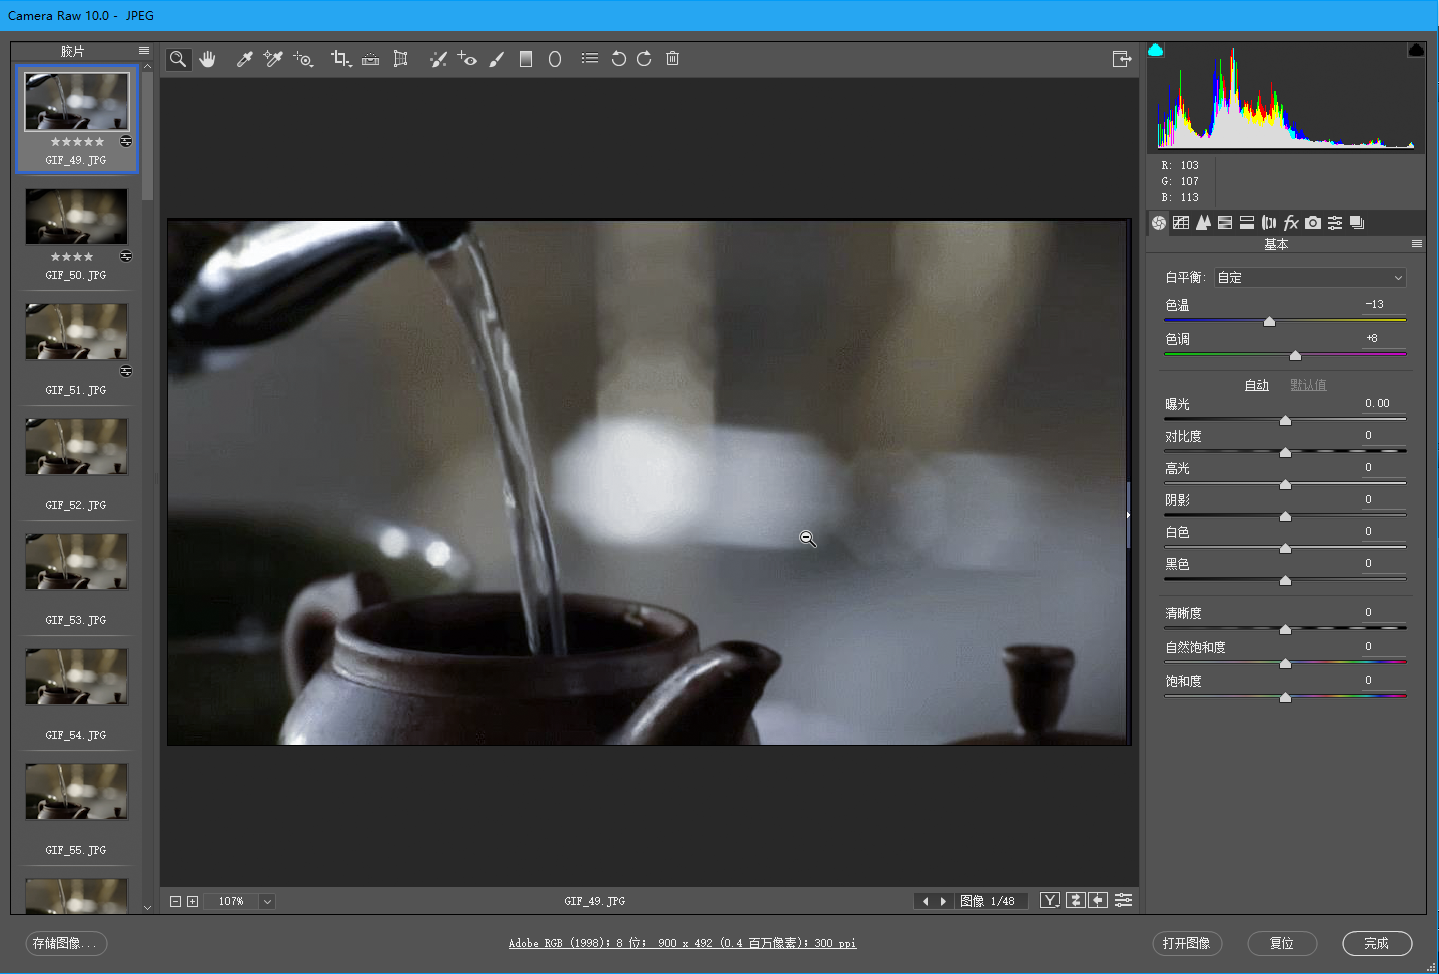 Camera Raw 10.0 - JPEG
胶片
★★★★★
GIF_49.JPG
★★★★
GIF_50.JPG
GIF_51.JPG
GIF_52.JPG
GIF_53.JPG
GIF_54.JPG
GIF_55.JPG
R: 103
G: 107
B: 113
fx
基本
白平衡: 自定
色温 -13
色调 +8
自动 默认值
曝光 0.00
对比度 0
高光 0
阴影 0
白色 0
黑色 0
清晰度 0
自然饱和度 0
饱和度 0
107%
GIF_49.JPG
图像 1/48
Y
存储图像...
Adobe RGB (1998); 8 位; 900 x 492 (0.4 百万像素); 300 ppi
打开图像
复位
完成